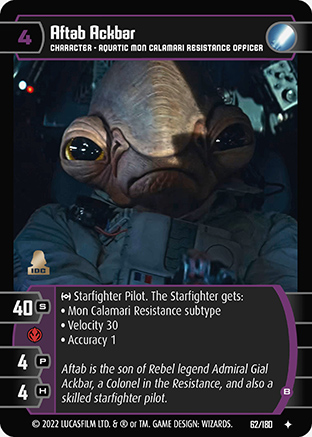 4
Aftab Ackbar
CHARACTER - AQUATIC MON CALAMARI RESISTANCE OFFICER
IDC
40 S
4 P
4 H
Starfighter Pilot. The Starfighter gets:
• Mon Calamari Resistance subtype
• Velocity 30
• Accuracy 1
Aftab is the son of Rebel legend Admiral Gial
Ackbar, a Colonel in the Resistance, and also a
skilled starfighter pilot.
B
© 2022 LUCASFILM LTD. & ® or TM. GAME DESIGN: WIZARDS. 62/180